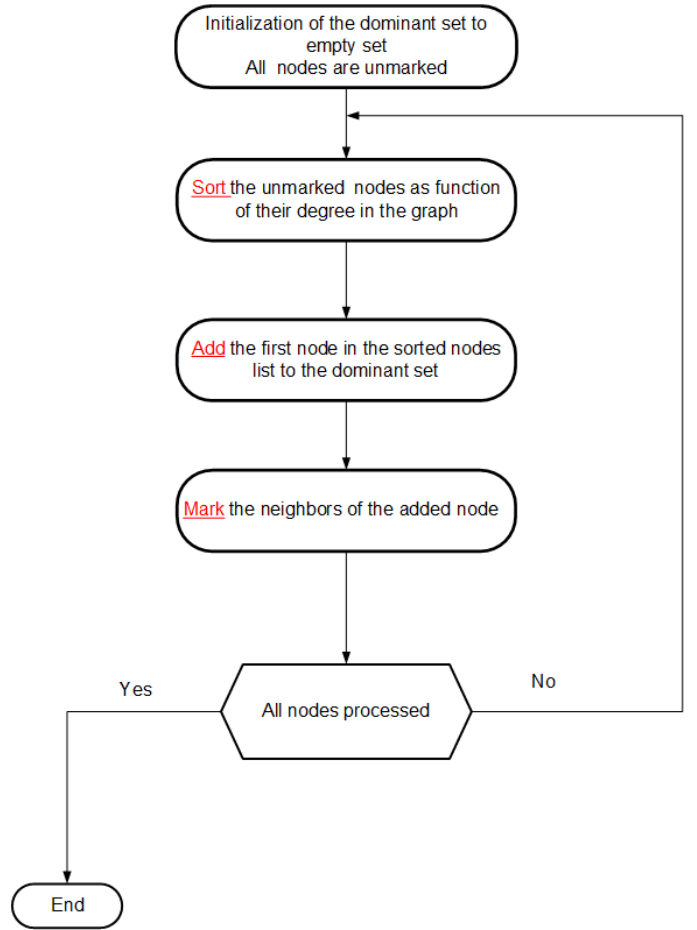 Initialization of the dominant set to
empty set
All nodes are unmarked
Sort the unmarked nodes as function
of their degree in the graph
Add the first node in the sorted nodes
list to the dominant set
Mark the neighbors of the added node
Yes
No
All nodes processed
End